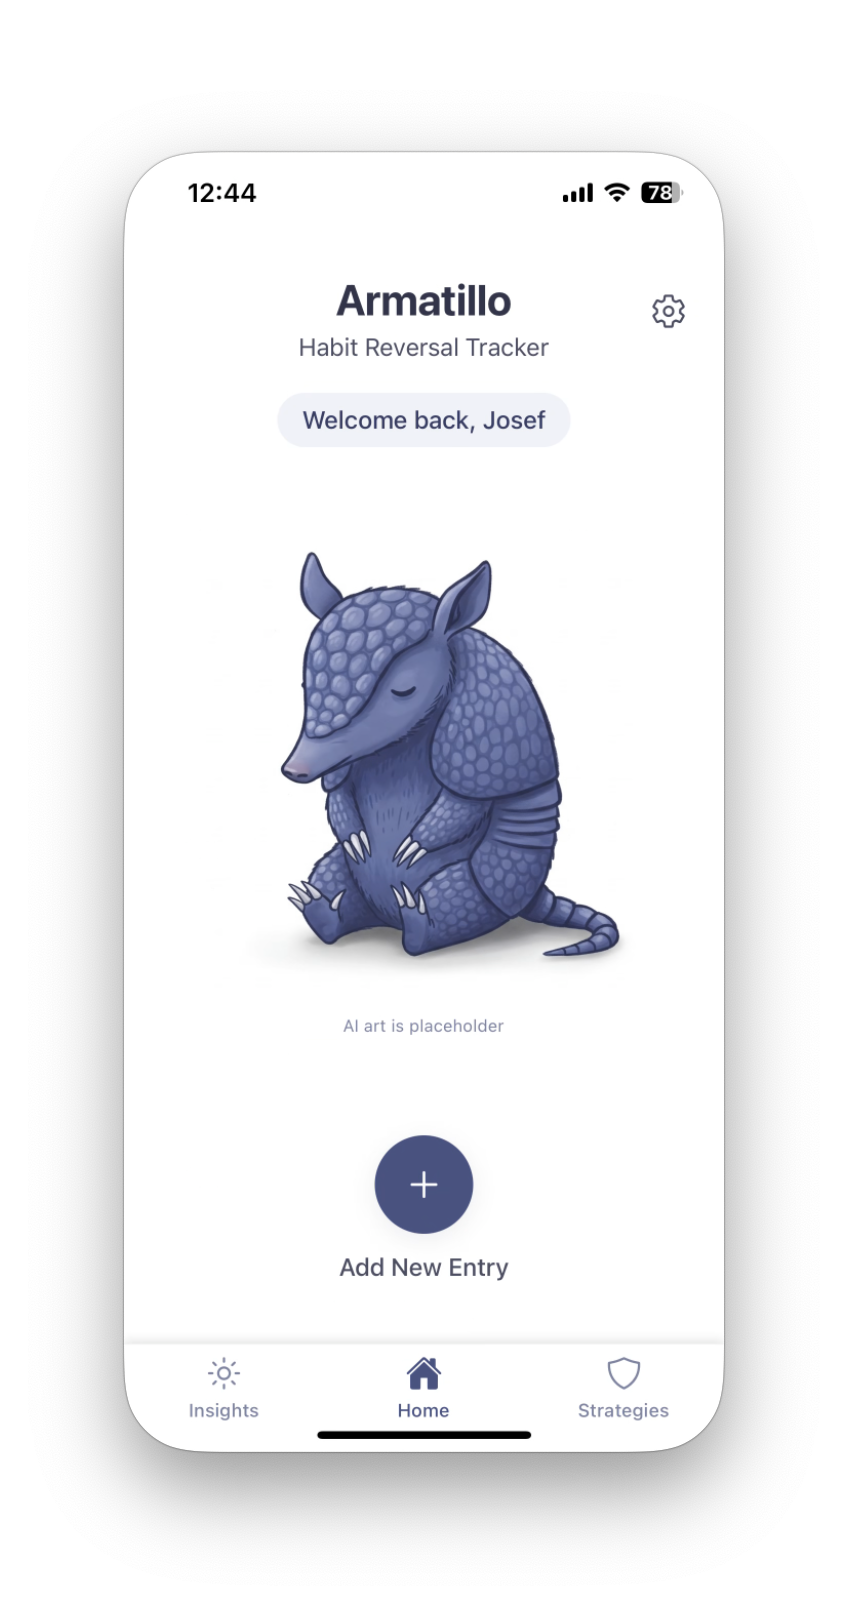 12:44
78
Armatillo
Habit Reversal Tracker
Welcome back, Josef
AI art is placeholder
Add New Entry
Insights
Home
Strategies